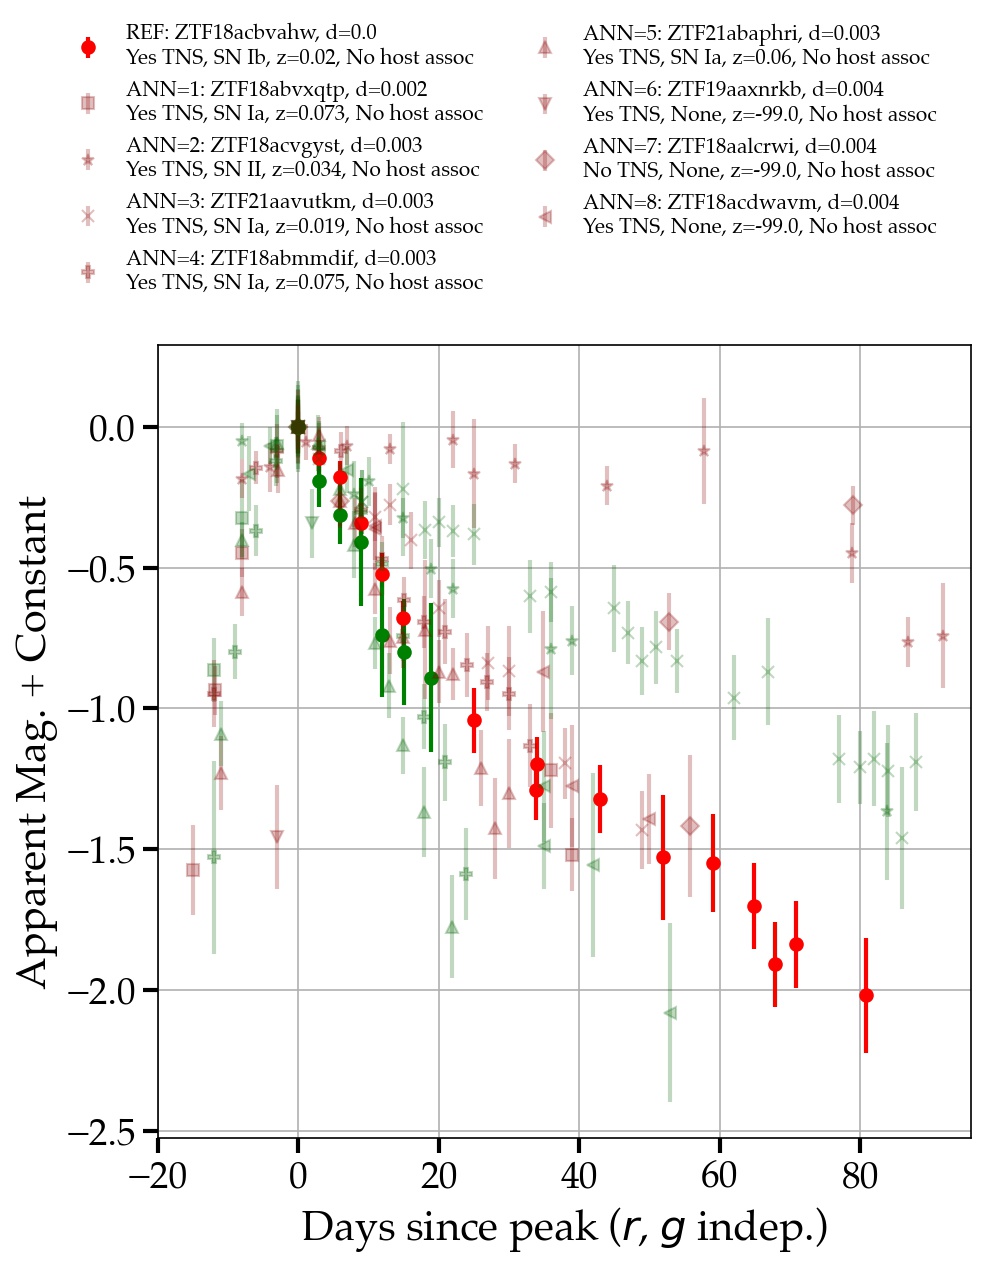 REF: ZTF18acbvahw, d=0.0
Yes TNS, SN Ib, z=0.02, No host assoc
ANN=1: ZTF18abvxqtp, d=0.002
Yes TNS, SN Ia, z=0.073, No host assoc
ANN=2: ZTF18acvgyst, d=0.003
Yes TNS, SN II, z=0.034, No host assoc
ANN=3: ZTF21aavutkm, d=0.003
Yes TNS, SN Ia, z=0.019, No host assoc
ANN=4: ZTF18abmmdif, d=0.003
Yes TNS, SN Ia, z=0.075, No host assoc
ANN=5: ZTF21abaphri, d=0.003
Yes TNS, SN Ia, z=0.06, No host assoc
ANN=6: ZTF19aaxnrkb, d=0.004
Yes TNS, None, z=-99.0, No host assoc
ANN=7: ZTF18aalcrwi, d=0.004
No TNS, None, z=-99.0, No host assoc
ANN=8: ZTF18acdwavm, d=0.004
Yes TNS, None, z=-99.0, No host assoc
Apparent Mag. + Constant
0.0
−0.5
−1.0
−1.5
−2.0
−2.5
−20 0 20 40 60 80
Days since peak (r, g indep.)